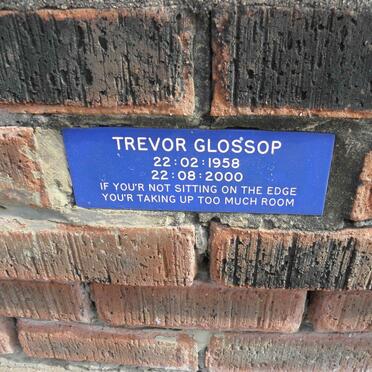 TREVOR GLOSSOP
22:02:1958
22:08:2000
IF YOU'R NOT SITTING ON THE EDGE
YOU'R TAKING UP TOO MUCH ROOM